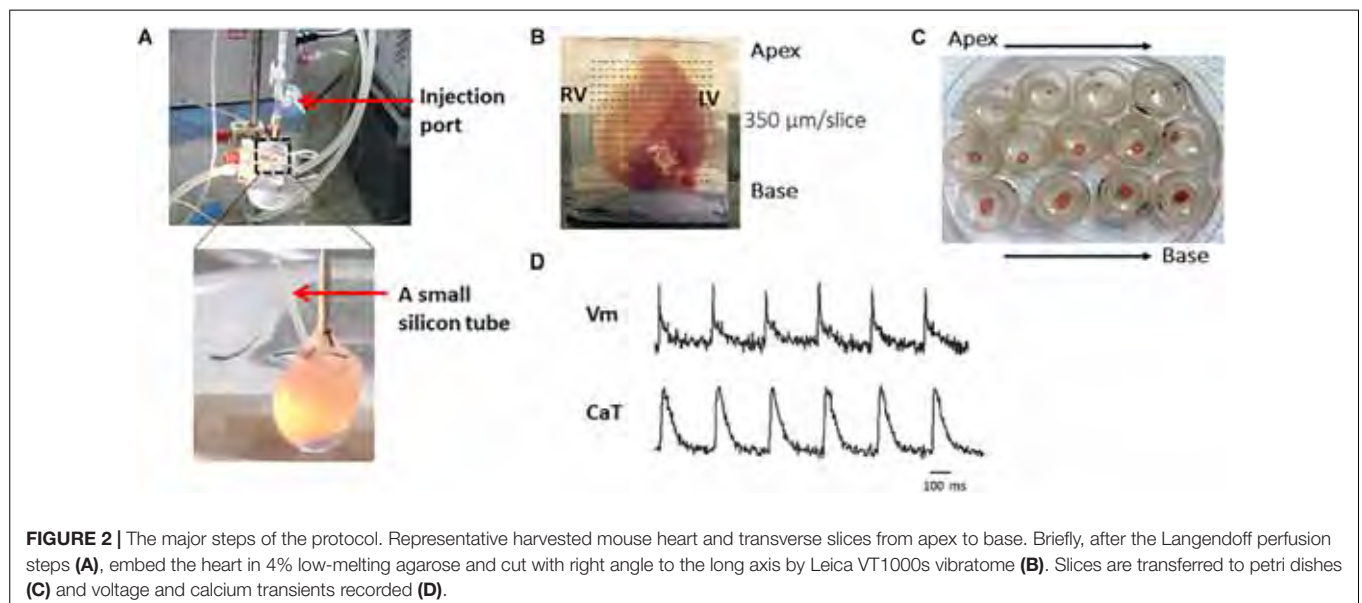 A
Injection
port
A small
silicon tube
B
Apex
RV
LV
350 µm/slice
Base
C
Apex
Base
D
Vm
CaT
100 ms
FIGURE 2 | The major steps of the protocol. Representative harvested mouse heart and transverse slices from apex to base. Briefly, after the Langendoff perfusion
steps (A), embed the heart in 4% low-melting agarose and cut with right angle to the long axis by Leica VT1000s vibratome (B). Slices are transferred to petri dishes
(C) and voltage and calcium transients recorded (D).